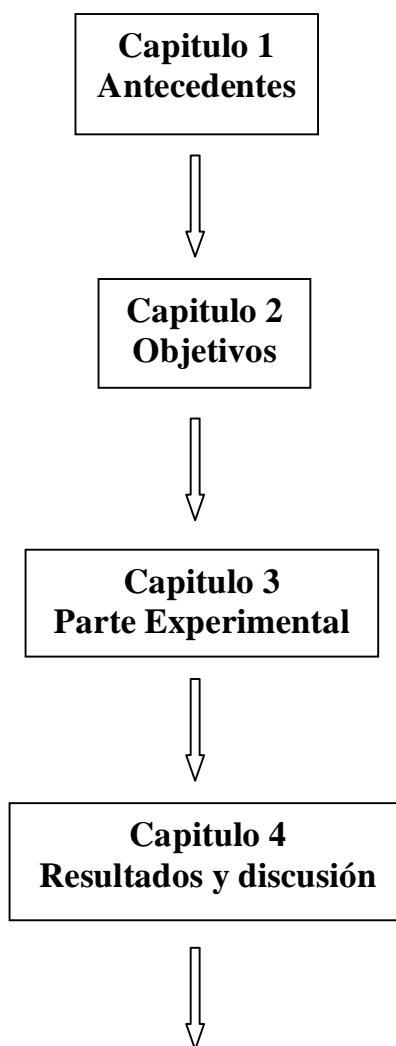 Capitulo 1
Antecedentes
Capitulo 2
Objetivos
Capitulo 3
Parte Experimental
Capitulo 4
Resultados y discusión